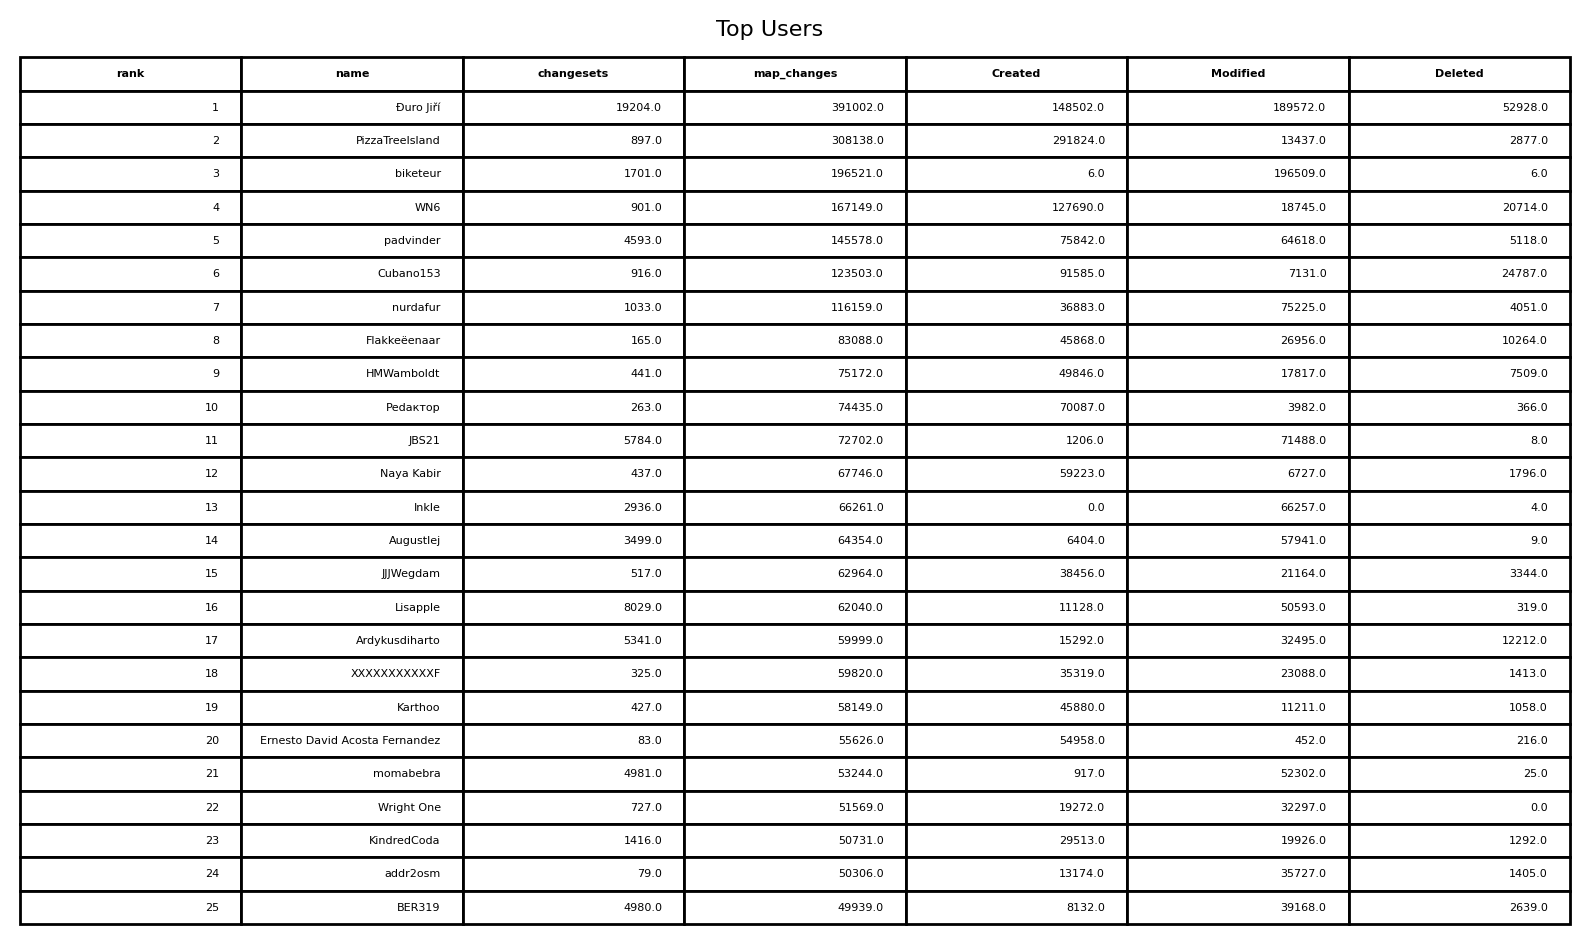 Top Users
rank name changesets map_changes Created Modified Deleted
1 Đuro Jiří 19204.0 391002.0 148502.0 189572.0 52928.0
2 PizzaTreeIsland 897.0 308138.0 291824.0 13437.0 2877.0
3 biketeur 1701.0 196521.0 6.0 196509.0 6.0
4 WN6 901.0 167149.0 127690.0 18745.0 20714.0
5 padvinder 4593.0 145578.0 75842.0 64618.0 5118.0
6 Cubano153 916.0 123503.0 91585.0 7131.0 24787.0
7 nurdafur 1033.0 116159.0 36883.0 75225.0 4051.0
8 Flakkeëenaar 165.0 83088.0 45868.0 26956.0 10264.0
9 HMWamboldt 441.0 75172.0 49846.0 17817.0 7509.0
10 Pedaктop 263.0 74435.0 70087.0 3982.0 366.0
11 JBS21 5784.0 72702.0 1206.0 71488.0 8.0
12 Naya Kabir 437.0 67746.0 59223.0 6727.0 1796.0
13 Inkle 2936.0 66261.0 0.0 66257.0 4.0
14 Augustlej 3499.0 64354.0 6404.0 57941.0 9.0
15 JJJWegdam 517.0 62964.0 38456.0 21164.0 3344.0
16 Lisapple 8029.0 62040.0 11128.0 50593.0 319.0
17 Ardykusdiharto 5341.0 59999.0 15292.0 32495.0 12212.0
18 XXXXXXXXXXXF 325.0 59820.0 35319.0 23088.0 1413.0
19 Karthoo 427.0 58149.0 45880.0 11211.0 1058.0
20 Ernesto David Acosta Fernandez 83.0 55626.0 54958.0 452.0 216.0
21 momabebra 4981.0 53244.0 917.0 52302.0 25.0
22 Wright One 727.0 51569.0 19272.0 32297.0 0.0
23 KindredCoda 1416.0 50731.0 29513.0 19926.0 1292.0
24 addr2osm 79.0 50306.0 13174.0 35727.0 1405.0
25 BER319 4980.0 49939.0 8132.0 39168.0 2639.0